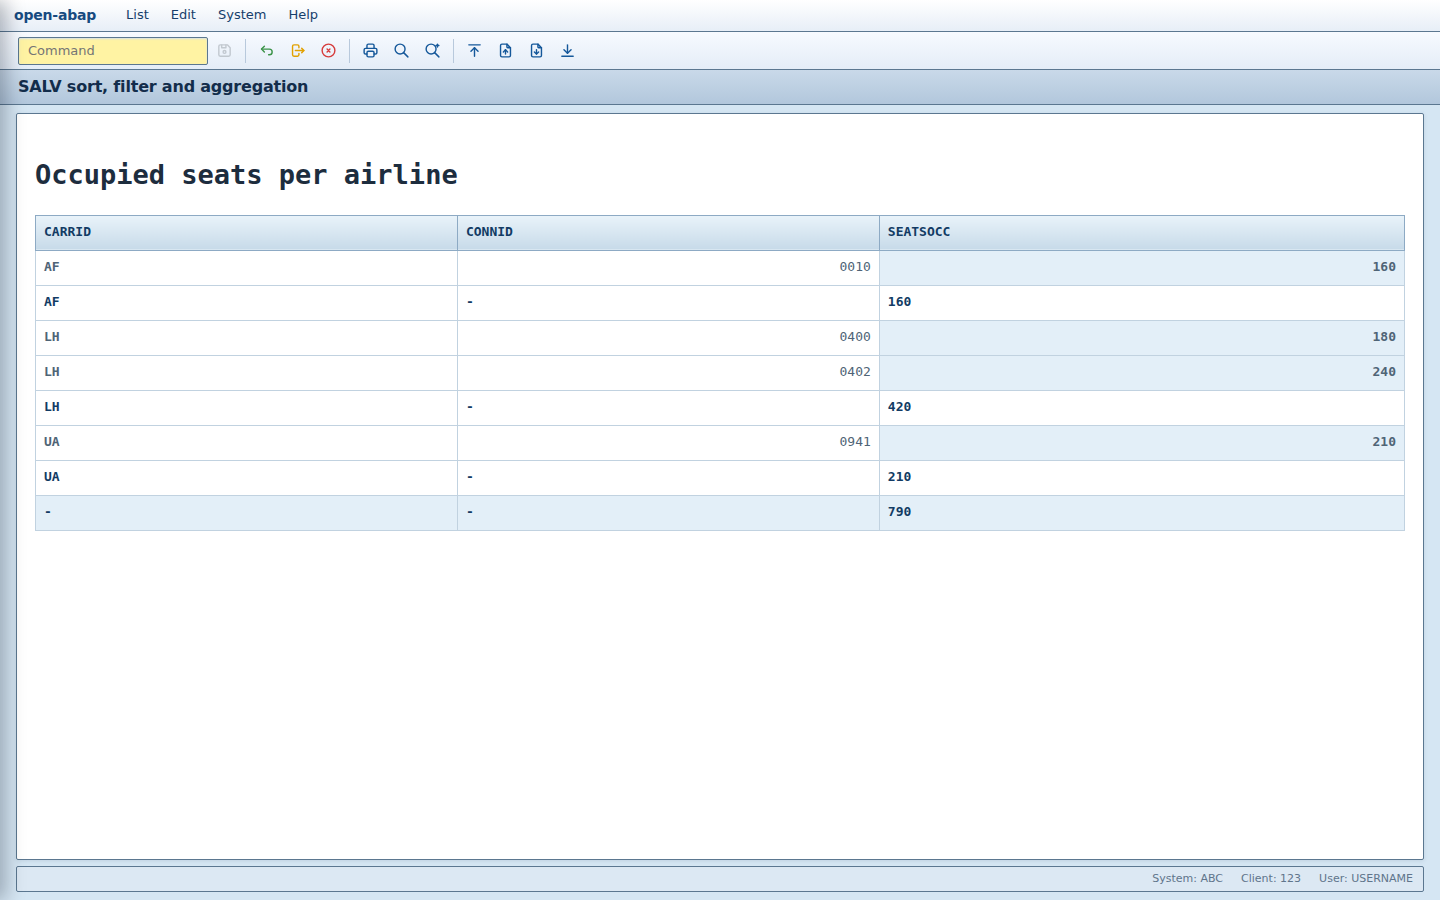 open-abap List Edit System Help
Command
SALV sort, filter and aggregation
Occupied seats per airline
CARRID CONNID SEATSOCC
AF 0010 160
AF - 160
LH 0400 180
LH 0402 240
LH - 420
UA 0941 210
UA - 210
- - 790
System: ABC Client: 123 User: USERNAME